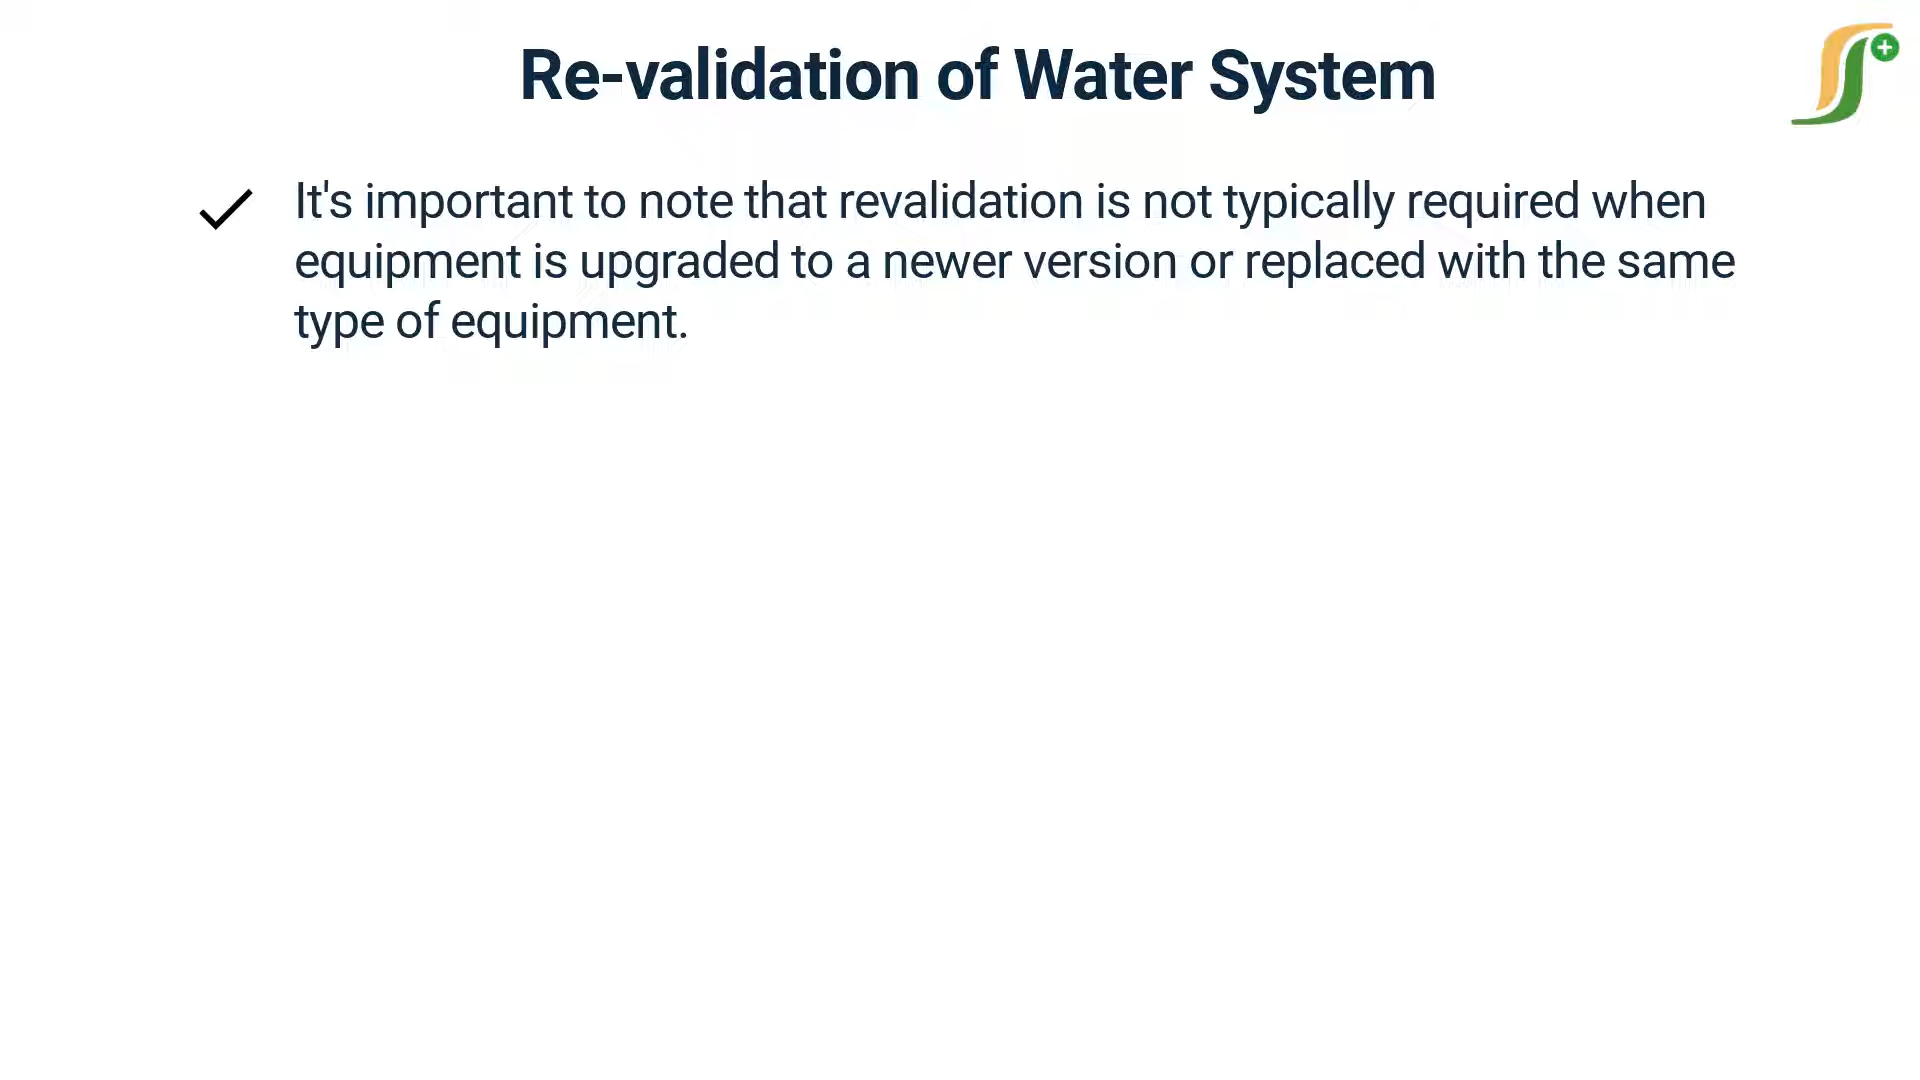 Re-validation of Water System
It's important to note that revalidation is not typically required when
equipment is upgraded to a newer version or replaced with the same
type of equipment.